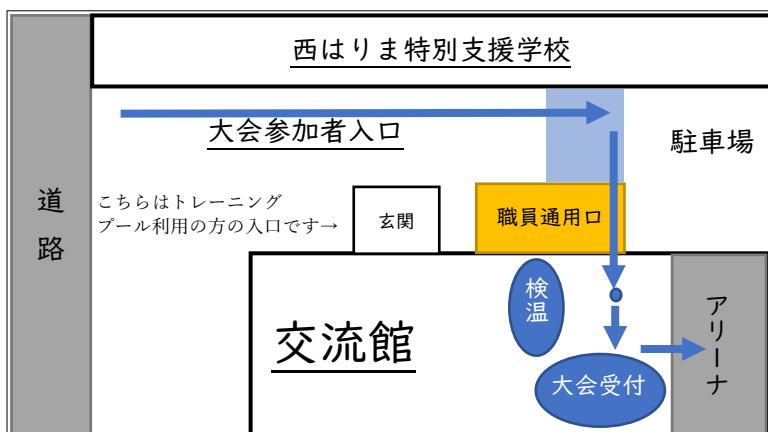 西はりま特別支援学校
大会参加者入口
駐車場
道路
こちらはトレーニング
プール利用の方の入口です→
玄関
職員通用口
検温
アリーナ
交流館
大会受付